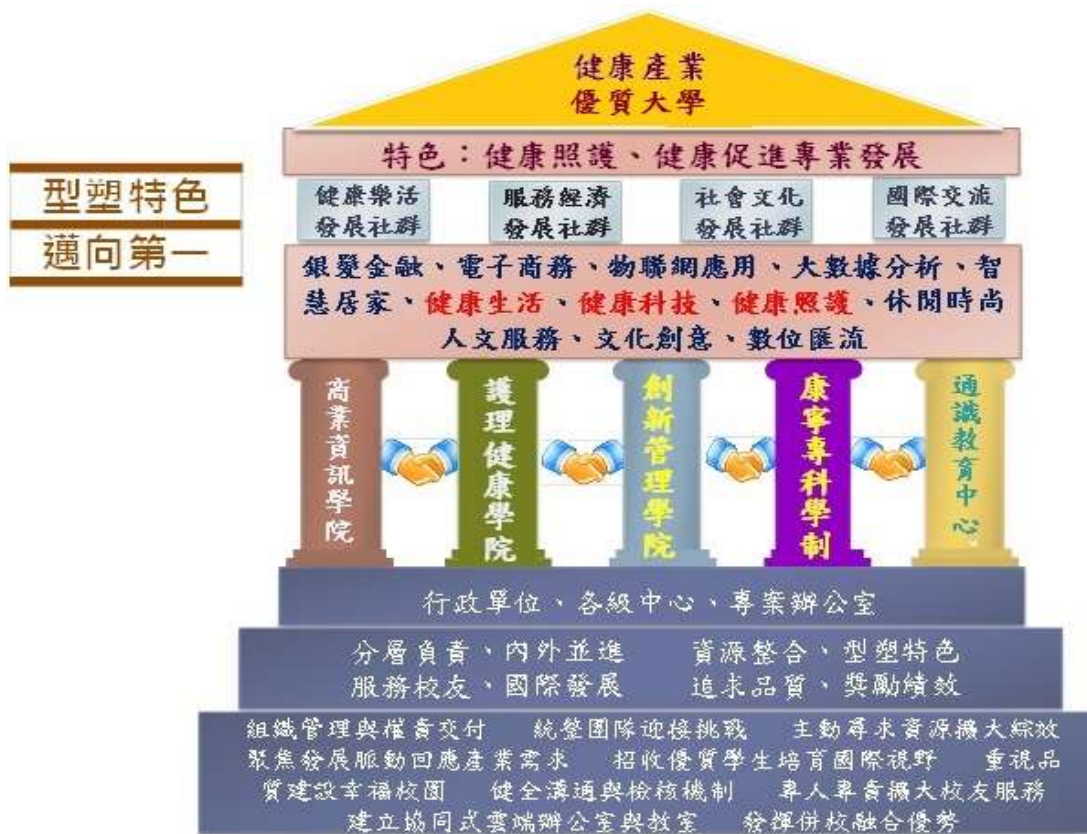 健康產業
優質大學
特色：健康照護、健康促進專業發展
型塑特色
邁向第一
健康樂活
發展社群
服務經濟
發展社群
社會文化
發展社群
國際交流
發展社群
銀髮金融、電子商務、物聯網應用、大數據分析、智
慧居家、健康生活、健康科技、健康照護、休閒時尚
人文服務、文化創意、數位匯流
商業資訊學院
護理健康學院
創新管理學院
康寧專科學制
通識教育中心
行政單位、各級中心、專案辦公室
分層負責、內外並進 資源整合、型塑特色
服務校友、國際發展 追求品質、獎勵績效
組織管理與權責交付 統整團隊迎接挑戰 主動尋求資源擴大綜效
聚焦發展脈動回應產業需求 招收優質學生培育國際視野 重視品
質建設幸福校園 健全溝通與檢核機制 專人專責擴大校友服務
建立協同式雲端辦公室與教室 發揮併校融合優勢